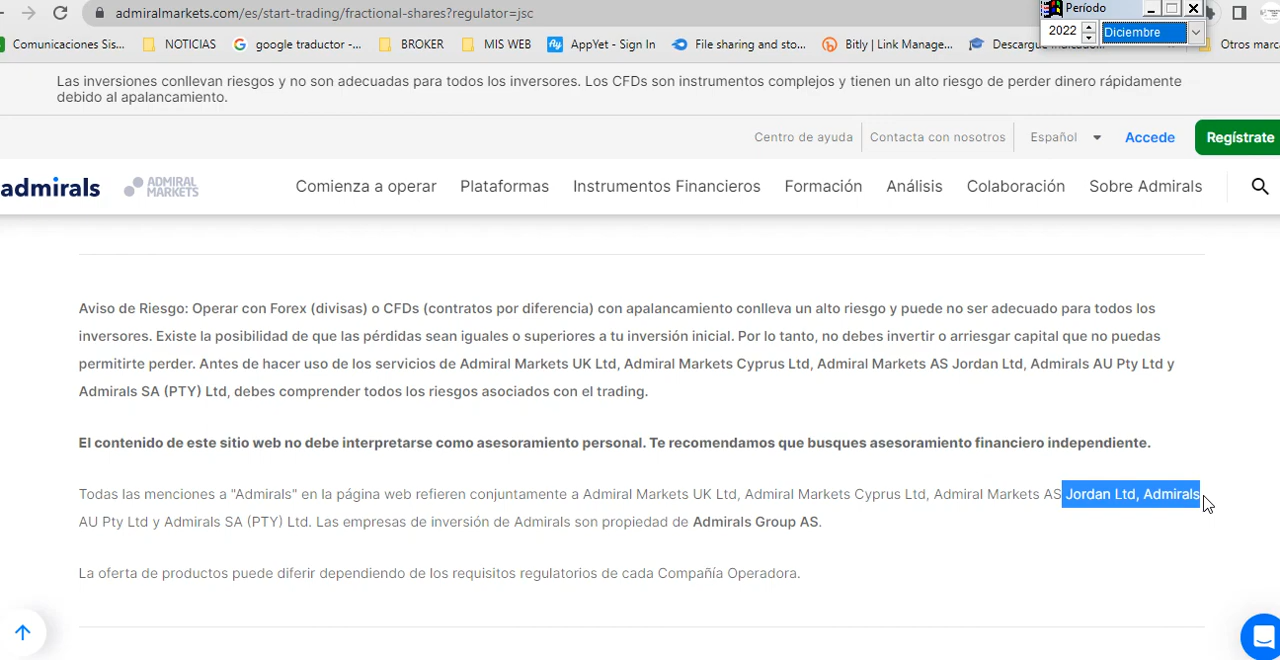 admiralmarkets.com/es/start-trading/fractional-shares?regulator=jsc
Período
2022 Diciembre
Comunicaciones Sis... NOTICIAS google traductor -... BROKER MIS WEB AppYet - Sign In File sharing and sto... Bitly | Link Manage... Descargue Otros marc
Las inversiones conllevan riesgos y no son adecuadas para todos los inversores. Los CFDs son instrumentos complejos y tienen un alto riesgo de perder dinero rápidamente
debido al apalancamiento.
Centro de ayuda Contacta con nosotros Español Accede Regístrate
admirals ADMIRAL MARKETS Comienza a operar Plataformas Instrumentos Financieros Formación Análisis Colaboración Sobre Admirals
Aviso de Riesgo: Operar con Forex (divisas) o CFDs (contratos por diferencia) con apalancamiento conlleva un alto riesgo y puede no ser adecuado para todos los
inversores. Existe la posibilidad de que las pérdidas sean iguales o superiores a tu inversión inicial. Por lo tanto, no debes invertir o arriesgar capital que no puedas
permitirte perder. Antes de hacer uso de los servicios de Admiral Markets UK Ltd, Admiral Markets Cyprus Ltd, Admiral Markets AS Jordan Ltd, Admirals AU Pty Ltd y
Admirals SA (PTY) Ltd, debes comprender todos los riesgos asociados con el trading.
El contenido de este sitio web no debe interpretarse como asesoramiento personal. Te recomendamos que busques asesoramiento financiero independiente.
Todas las menciones a "Admirals" en la página web refieren conjuntamente a Admiral Markets UK Ltd, Admiral Markets Cyprus Ltd, Admiral Markets AS Jordan Ltd, Admirals
AU Pty Ltd y Admirals SA (PTY) Ltd. Las empresas de inversión de Admirals son propiedad de Admirals Group AS.
La oferta de productos puede diferir dependiendo de los requisitos regulatorios de cada Compañía Operadora.